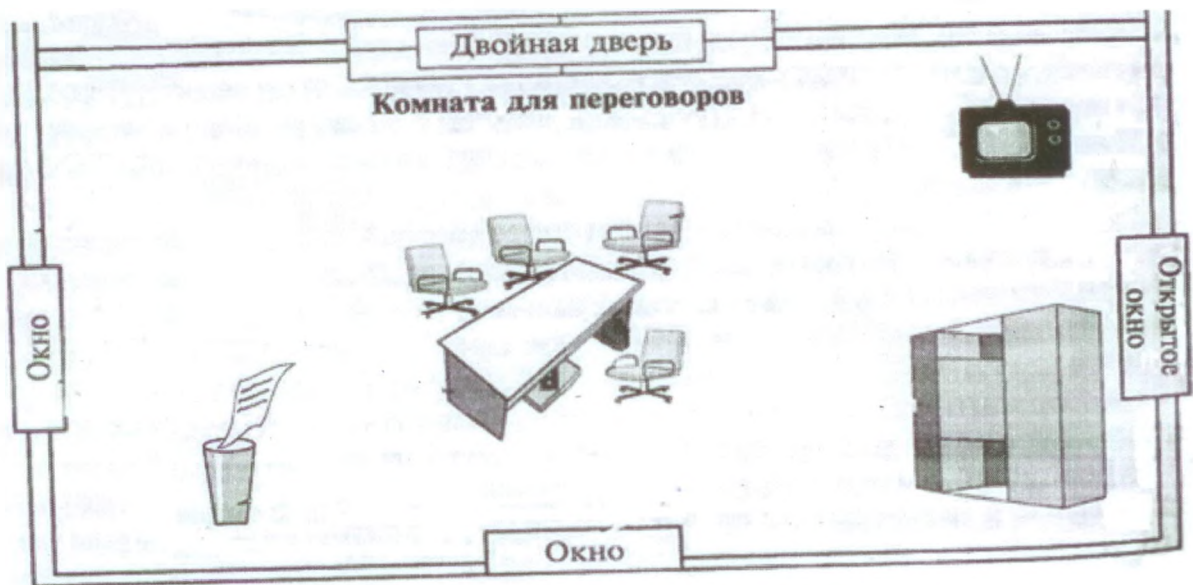 Двойная дверь
Комната для переговоров
Окно
Открытое
окно
Окно